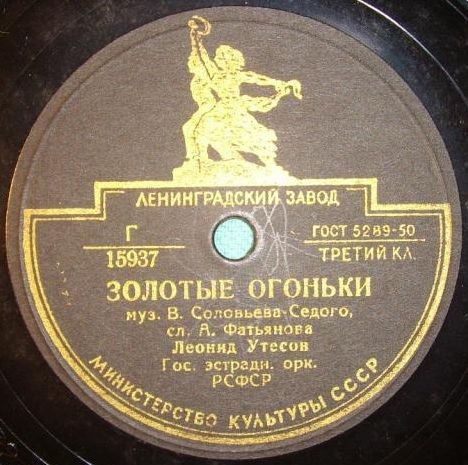 ЛЕНИНГРАДСКИЙ ЗАВОД
Г
15937
ГОСТ 5289-50
ТРЕТИЙ КЛ.
ЗОЛОТЫЕ ОГОНЬКИ
муз. В. Соловьева-Седого,
сл. А. Фатьянова
Леонид Утесов
Гос. эстрадн. орк.
РСФСР
МИНИСТЕРСТВО КУЛЬТУРЫ СССР